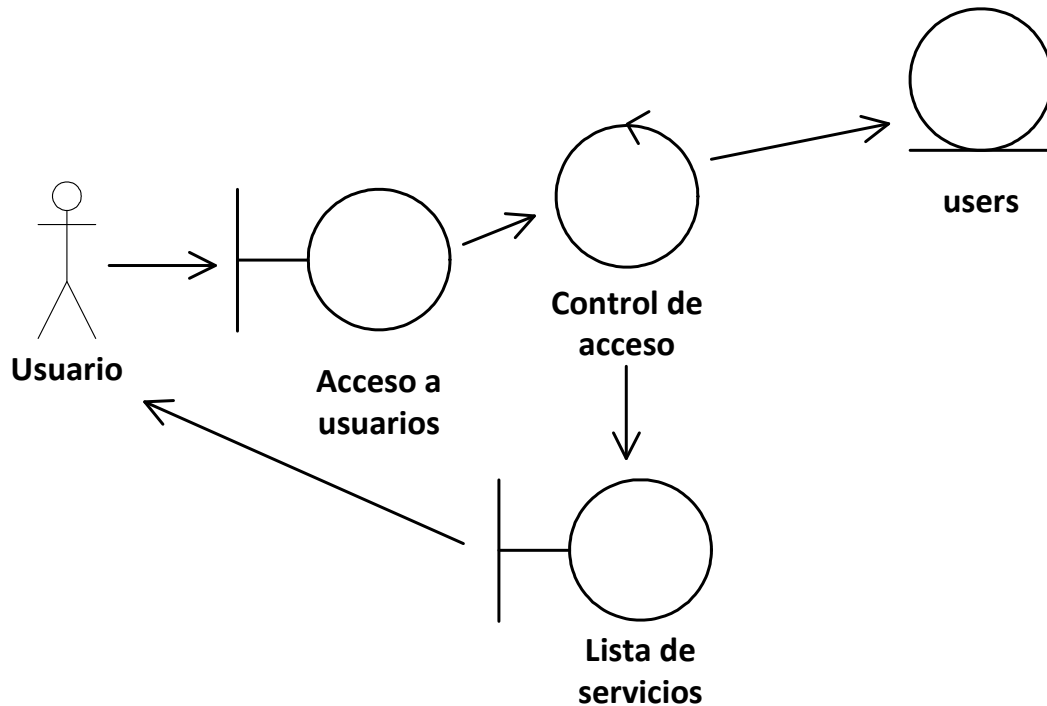 users
Control de
acceso
Usuario
Acceso a
usuarios
Lista de
servicios